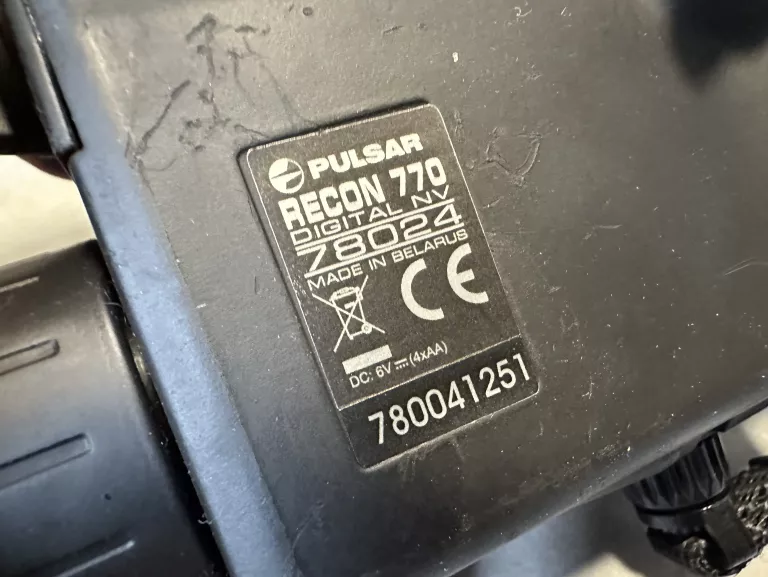 PULSAR
RECON 770
DIGITAL NV
78024
MADE IN BELARUS
CE
DC: 6V ⎓ (4xAA)
780041251